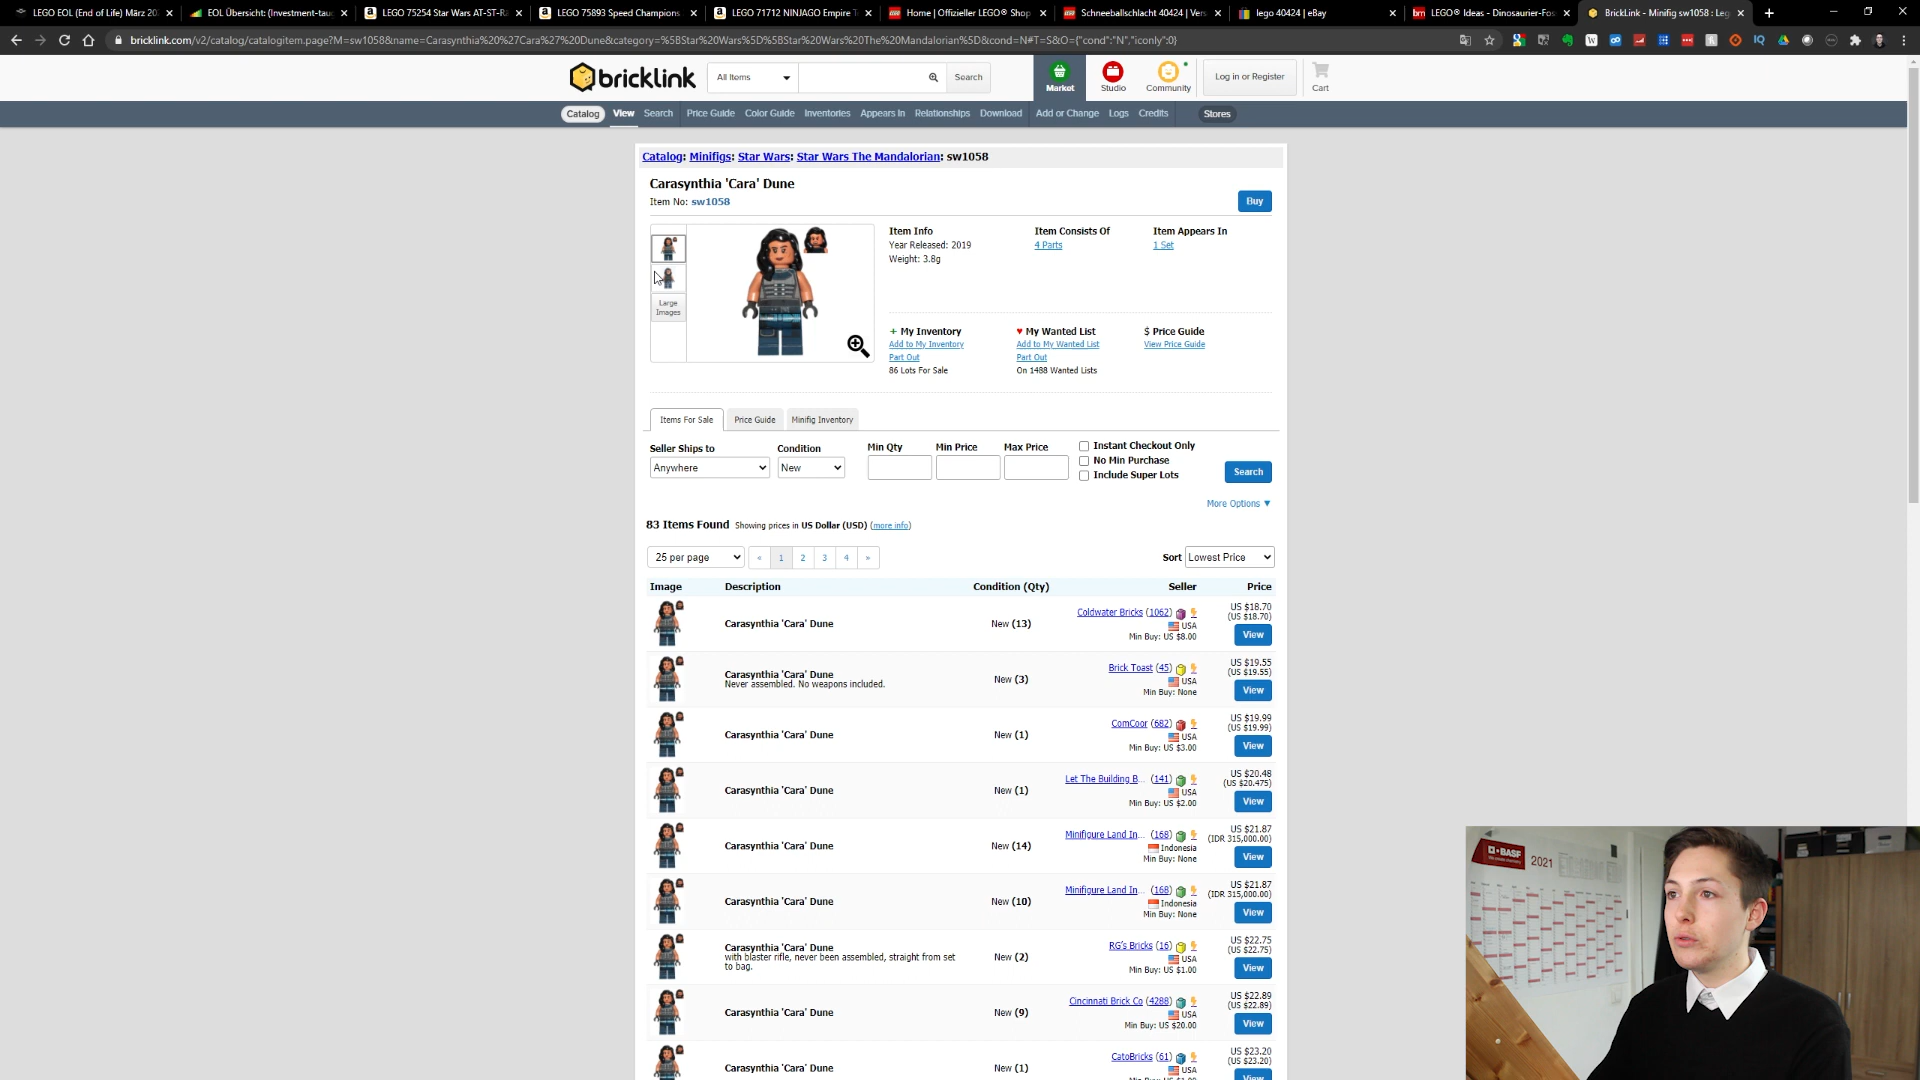 LEGO EOL (End of Life) März 20
EOL Übersicht: (Investment-tau
LEGO 75254 Star Wars AT-ST-R
LEGO 75893 Speed Champions
LEGO 71712 NINJAGO Empire T
Home | Offizieller LEGO® Shop
Schneeballschlacht 40424 | Vers
lego 40424 | eBay
LEGO® Ideas - Dinosaurier-Fos
BrickLink - Minifig sw1058 : Leg
bricklink.com/v2/catalog/catalogitem.page?M=sw1058&name=Carasynthia%20%27Cara%27%20Dune&category=%5BStar%20Wars%5D%5BStar%20Wars%20The%20Mandalorian%5D&cond=N#T=S&O={"cond":"N","iconly":0}
bricklink
All Items
Search
Market
Studio
Community
Log in or Register
Cart
Catalog View Search Price Guide Color Guide Inventories Appears In Relationships Download Add or Change Logs Credits Stores
Catalog: Minifigs: Star Wars: Star Wars The Mandalorian: sw1058
Carasynthia 'Cara' Dune
Item No: sw1058
Buy
Large
Images
Item Info
Year Released: 2019
Weight: 3.8g
Item Consists Of
4 Parts
Item Appears In
1 Set
+ My Inventory
Add to My Inventory
Part Out
86 Lots For Sale
My Wanted List
Add to My Wanted List
Part Out
On 1488 Wanted Lists
$ Price Guide
View Price Guide
Items For Sale
Price Guide
Minifig Inventory
Seller Ships to
Anywhere
Condition
New
Min Qty
Min Price
Max Price
Instant Checkout Only
No Min Purchase
Include Super Lots
Search
More Options
83 Items Found Showing prices in US Dollar (USD) (more info)
25 per page
« 1 2 3 4 »
Sort Lowest Price
Image Description Condition (Qty) Seller Price
Carasynthia 'Cara' Dune
New (13)
Coldwater Bricks (1062)
USA
Min Buy: US $8.00
US $18.70
(US $18.70)
View
Carasynthia 'Cara' Dune
Never assembled. No weapons included.
New (3)
Brick Toast (45)
USA
Min Buy: None
US $19.55
(US $19.55)
View
Carasynthia 'Cara' Dune
New (1)
ComCoor (682)
USA
Min Buy: US $3.00
US $19.99
(US $19.99)
View
Carasynthia 'Cara' Dune
New (1)
Let The Building B... (141)
USA
Min Buy: US $2.00
US $20.48
(US $20.475)
View
Carasynthia 'Cara' Dune
New (14)
Minifigure Land In... (168)
Indonesia
Min Buy: None
US $21.87
(IDR 315,000.00)
View
Carasynthia 'Cara' Dune
New (10)
Minifigure Land In... (168)
Indonesia
Min Buy: None
US $21.87
(IDR 315,000.00)
View
Carasynthia 'Cara' Dune
with blaster rifle, never been assembled, straight from set
to bag.
New (2)
RG's Bricks (16)
USA
Min Buy: US $1.00
US $22.75
(US $22.75)
View
Carasynthia 'Cara' Dune
New (9)
Cincinnati Brick Co (4288)
USA
Min Buy: US $20.00
US $22.89
(US $22.89)
View
Carasynthia 'Cara' Dune
New (1)
CatoBricks (61)
USA
US $23.20
(US $23.20)
View
BASF
2021